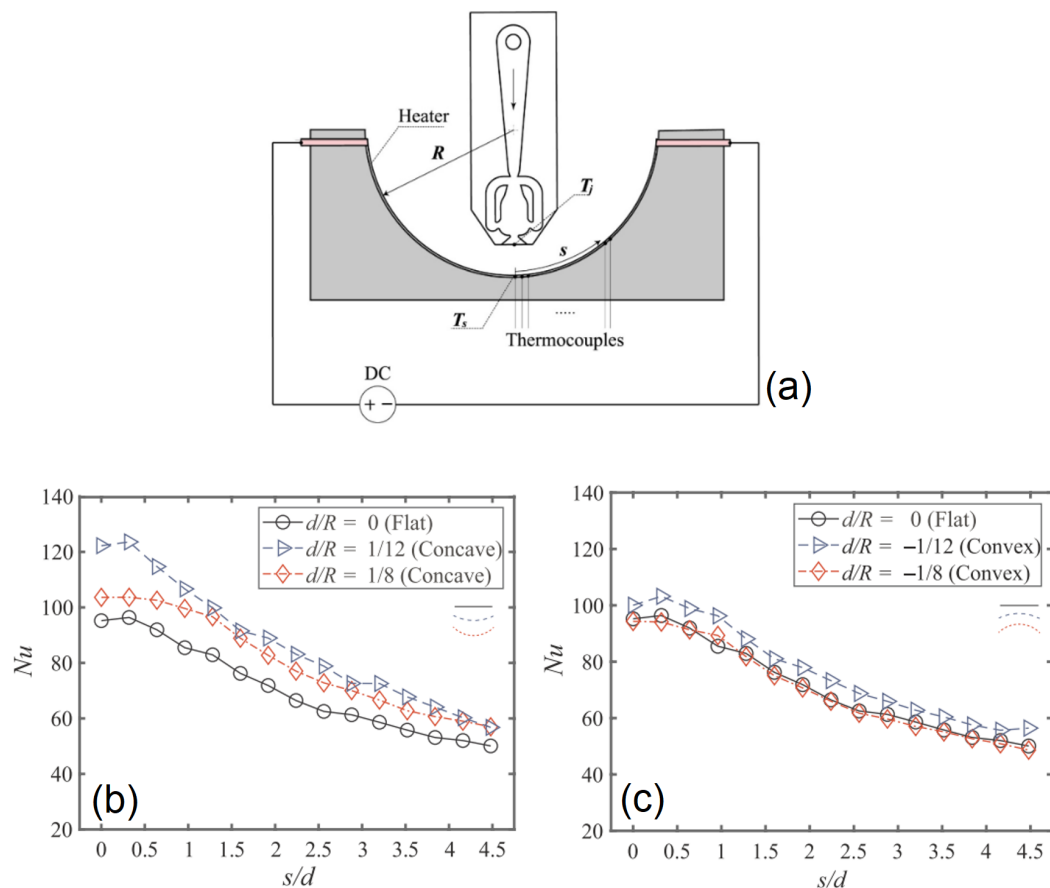 Heater
R
T_j
s
T_s
.....
Thermocouples
DC
+ −
(a)
140
120
100
80
60
40
20
Nu
d/R = 0 (Flat)
d/R = 1/12 (Concave)
d/R = 1/8 (Concave)
(b)
0 0.5 1 1.5 2 2.5 3 3.5 4 4.5
s/d
140
120
100
80
60
40
20
Nu
d/R = 0 (Flat)
d/R = −1/12 (Convex)
d/R = −1/8 (Convex)
(c)
0 0.5 1 1.5 2 2.5 3 3.5 4 4.5
s/d